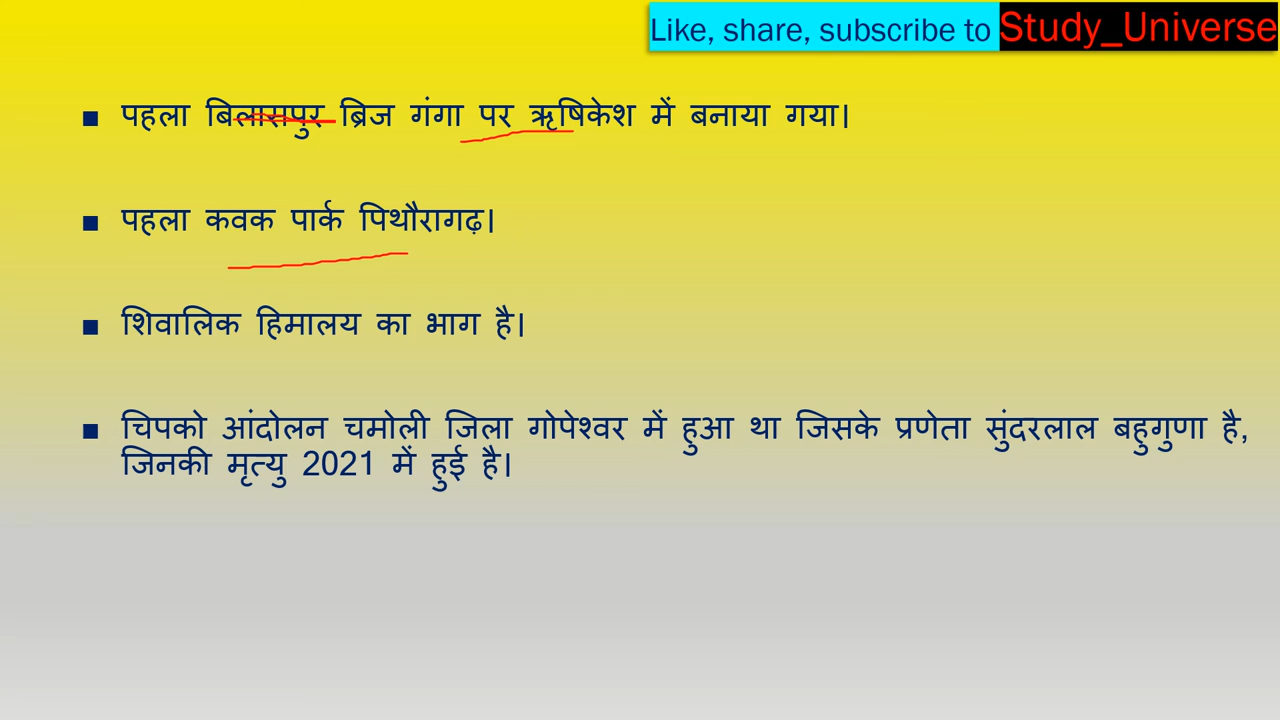 Like, share, subscribe to Study_Universe
▪ पहला बिलासपुर ब्रिज गंगा पर ऋषिकेश में बनाया गया।
▪ पहला कवक पार्क पिथौरागढ़।
▪ शिवालिक हिमालय का भाग है।
▪ चिपको आंदोलन चमोली जिला गोपेश्वर में हुआ था जिसके प्रणेता सुंदरलाल बहुगुणा है,
जिनकी मृत्यु 2021 में हुई है।